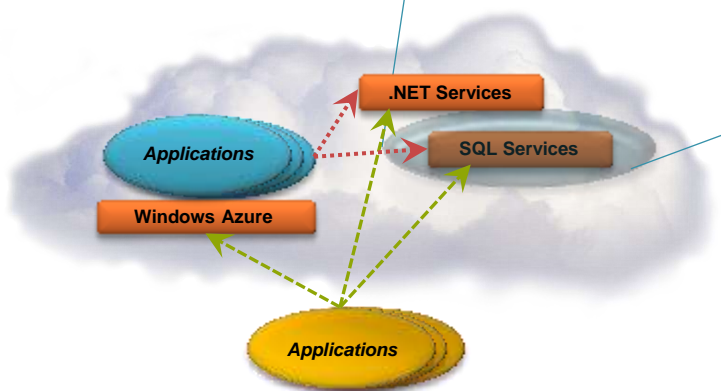 .NET Services
SQL Services
Applications
Windows Azure
Applications